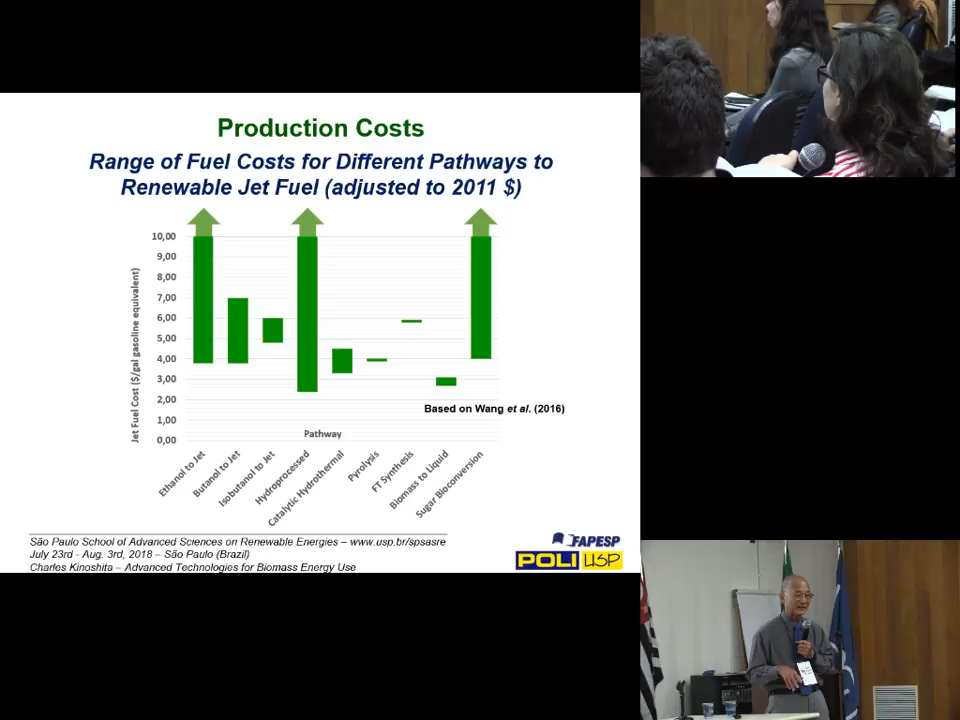 Production Costs
Range of Fuel Costs for Different Pathways to
Renewable Jet Fuel (adjusted to 2011 $)
Jet Fuel Cost ($/gal gasoline equivalent)
10,00
9,00
8,00
7,00
6,00
5,00
4,00
3,00
2,00
1,00
0,00
Based on Wang et al. (2016)
Pathway
Ethanol to Jet
Butanol to Jet
Isobutanol to Jet
Hydroprocessed
Catalytic Hydrothermal
Pyrolysis
FT Synthesis
Biomass to Liquid
Sugar Bioconversion
São Paulo School of Advanced Sciences on Renewable Energies – www.usp.br/spsasre
July 23rd - Aug. 3rd, 2018 – São Paulo (Brazil)
Charles Kinoshita – Advanced Technologies for Biomass Energy Use
FAPESP
POLI USP